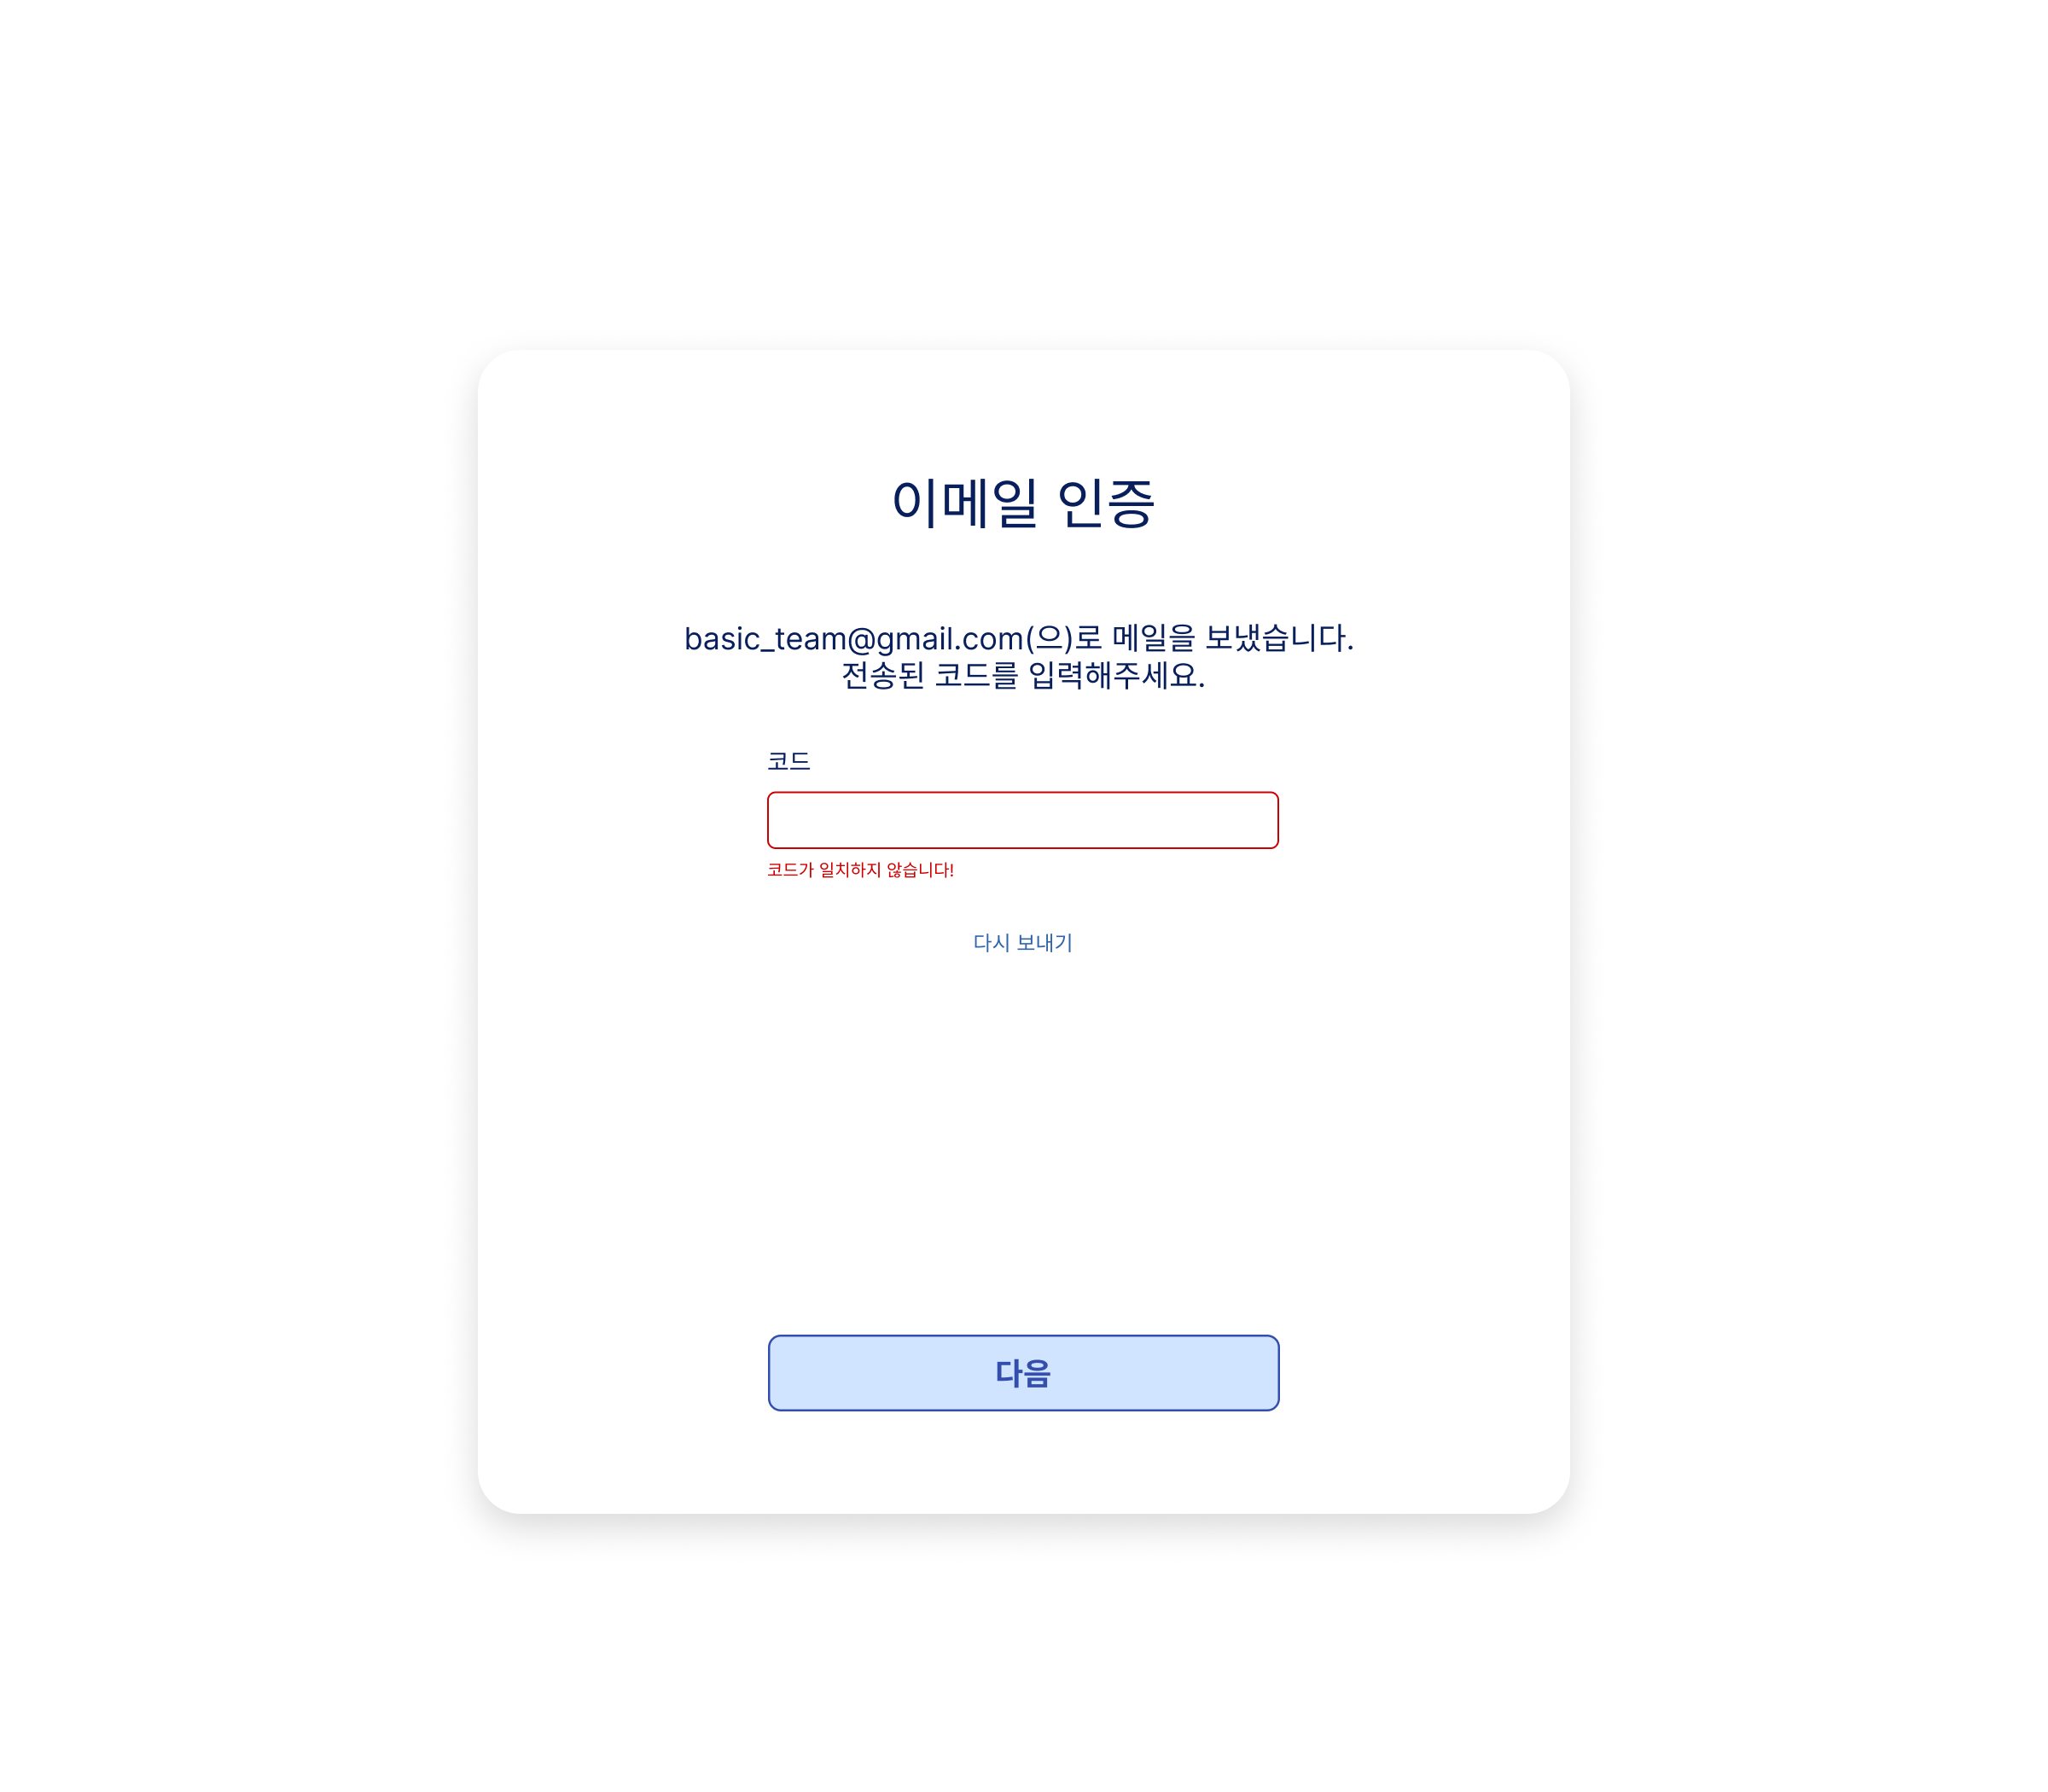 이메일 인증
basic_team@gmail.com(으)로 메일을 보냈습니다.
전송된 코드를 입력해주세요.
코드
코드가 일치하지 않습니다!
다시 보내기
다음